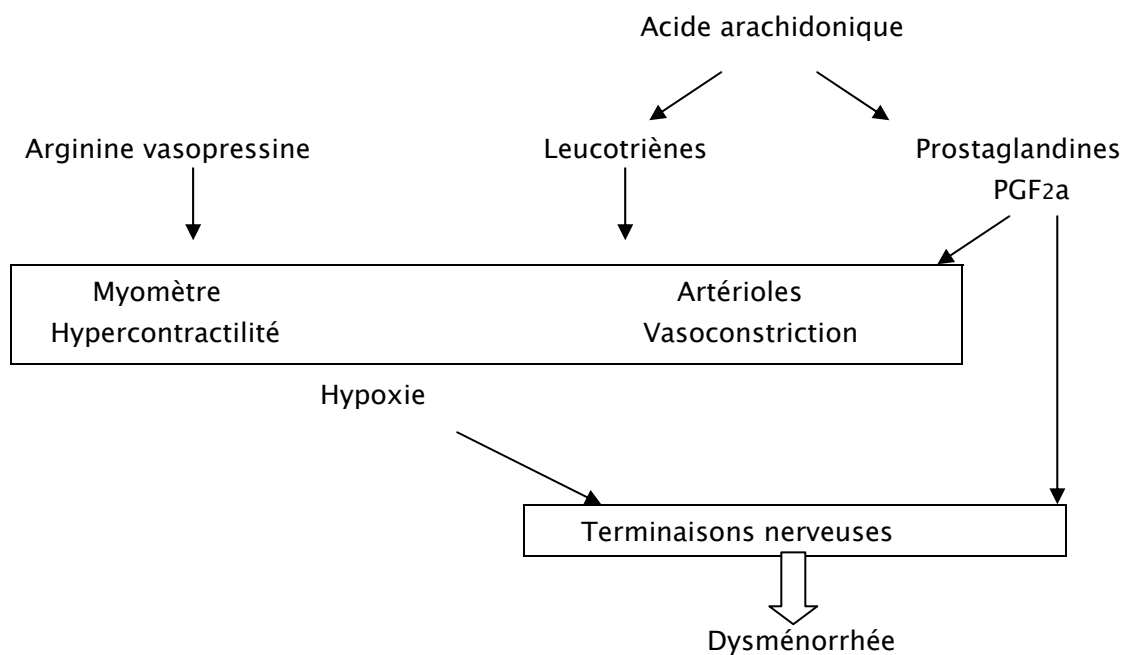 Acide arachidonique
Arginine vasopressine
Leucotriènes
Prostaglandines
PGF2a
Myomètre
Hypercontractilité
Artérioles
Vasoconstriction
Hypoxie
Terminaisons nerveuses
Dysménorrhée